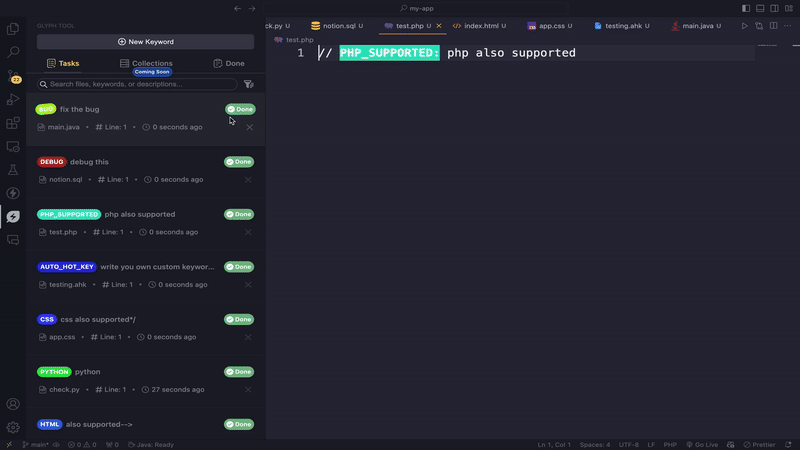 my-app
GLYPH TOOL
New Keyword
Tasks
Collections
Done
Coming Soon
Search files, keywords, or descriptions...
BUG fix the bug
Done
main.java • # Line: 1 • 0 seconds ago
DEBUG debug this
Done
notion.sql • # Line: 1 • 0 seconds ago
PHP_SUPPORTED php also supported
Done
test.php • # Line: 1 • 0 seconds ago
AUTO_HOT_KEY write you own custom keywor...
Done
testing.ahk • # Line: 1 • 0 seconds ago
CSS css also supported*/
Done
app.css • # Line: 1 • 0 seconds ago
PYTHON python
Done
check.py • # Line: 1 • 27 seconds ago
HTML also supported-->
Done
22
ck.py U notion.sql U test.php U index.html U app.css U testing.ahk U main.java U
test.php
1 // PHP_SUPPORTED: php also supported
main* 0 0 0 Java: Ready
Ln 1, Col 1 Spaces: 4 UTF-8 LF PHP Go Live Prettier